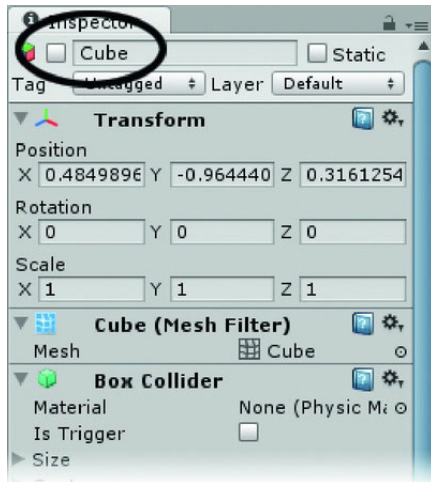 Inspector
Cube Static
Tag Untagged Layer Default
Transform
Position
X 0.4849896 Y -0.964440 Z 0.3161254
Rotation
X 0 Y 0 Z 0
Scale
X 1 Y 1 Z 1
Cube (Mesh Filter)
Mesh Cube
Box Collider
Material None (Physic Ma
Is Trigger
Size